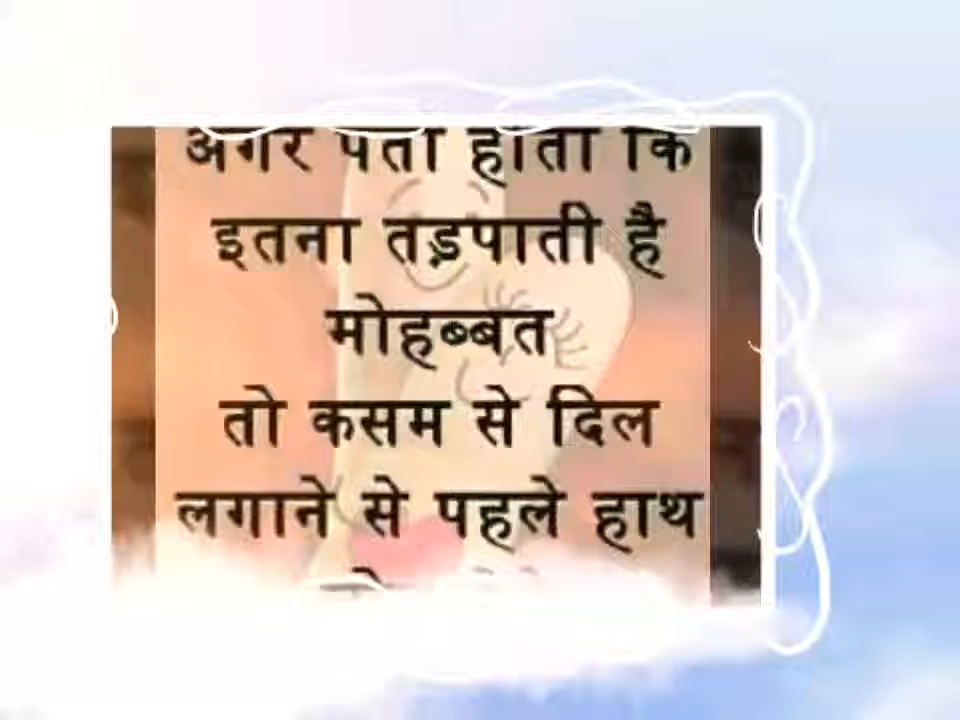 अगर पता होता कि
इतना तड़पाती है
मोहब्बत
तो कसम से दिल
लगाने से पहले हाथ